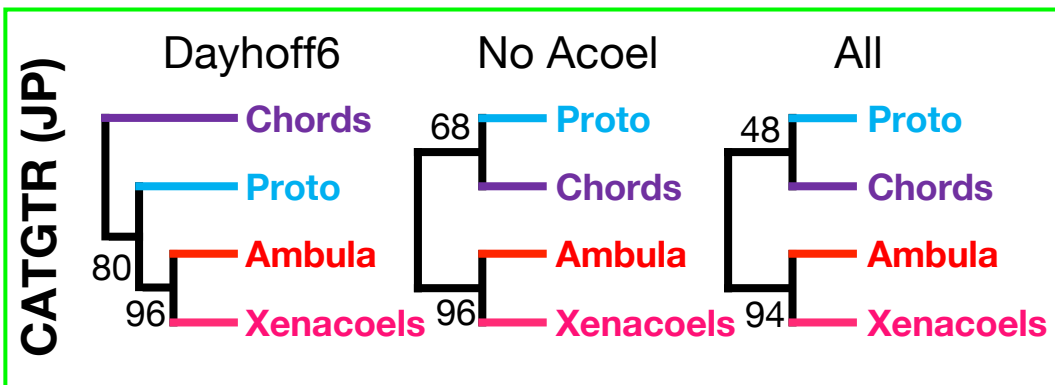 CATGTR (JP)
Dayhoff6
Chords
Proto
Ambula
Xenacoels
80
96
No Acoel
68
Proto
Chords
Ambula
Xenacoels
96
All
48
Proto
Chords
Ambula
Xenacoels
94